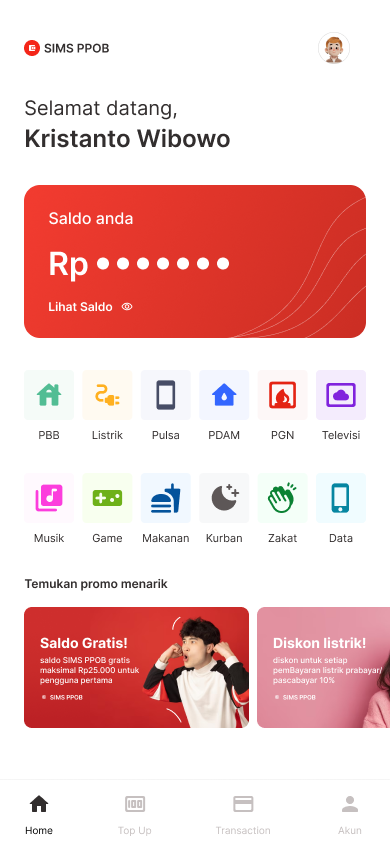 SIMS PPOB
Selamat datang,
Kristanto Wibowo
Saldo anda
Rp ●●●●●●●
Lihat Saldo
PBB Listrik Pulsa PDAM PGN Televisi
Musik Game Makanan Kurban Zakat Data
Temukan promo menarik
Saldo Gratis!
saldo SIMS PPOB gratis
maksimal Rp25.000 untuk
pengguna pertama
SIMS PPOB
Diskon listrik!
diskon untuk setiap
pemBayaran listrik prabayar/
pascabayar 10%
SIMS PPOB
Home Top Up Transaction Akun